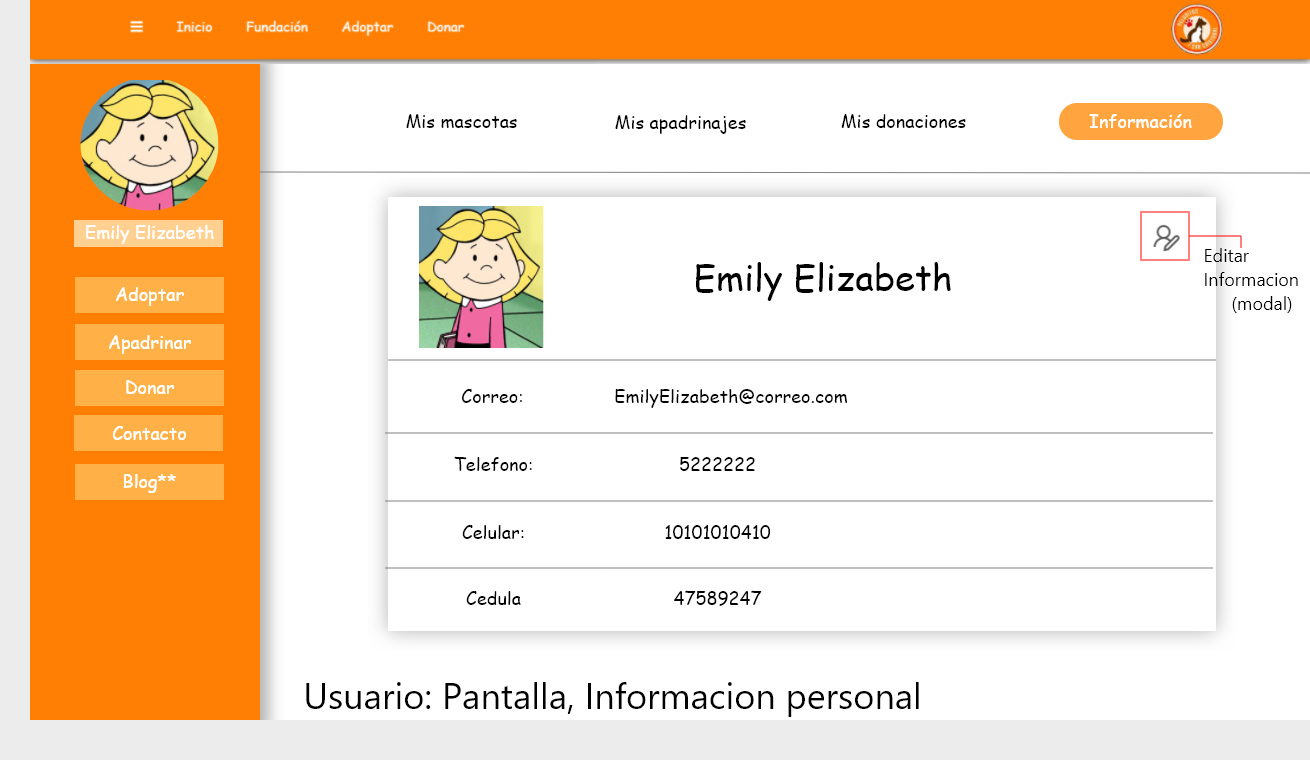 Inicio Fundación Adoptar Donar
Mis mascotas Mis apadrinajes Mis donaciones Información
Emily Elizabeth
Adoptar
Apadrinar
Donar
Contacto
Blog**
Emily Elizabeth
Editar
Informacion
(modal)
Correo: EmilyElizabeth@correo.com
Telefono: 5222222
Celular: 10101010410
Cedula 47589247
Usuario: Pantalla, Informacion personal